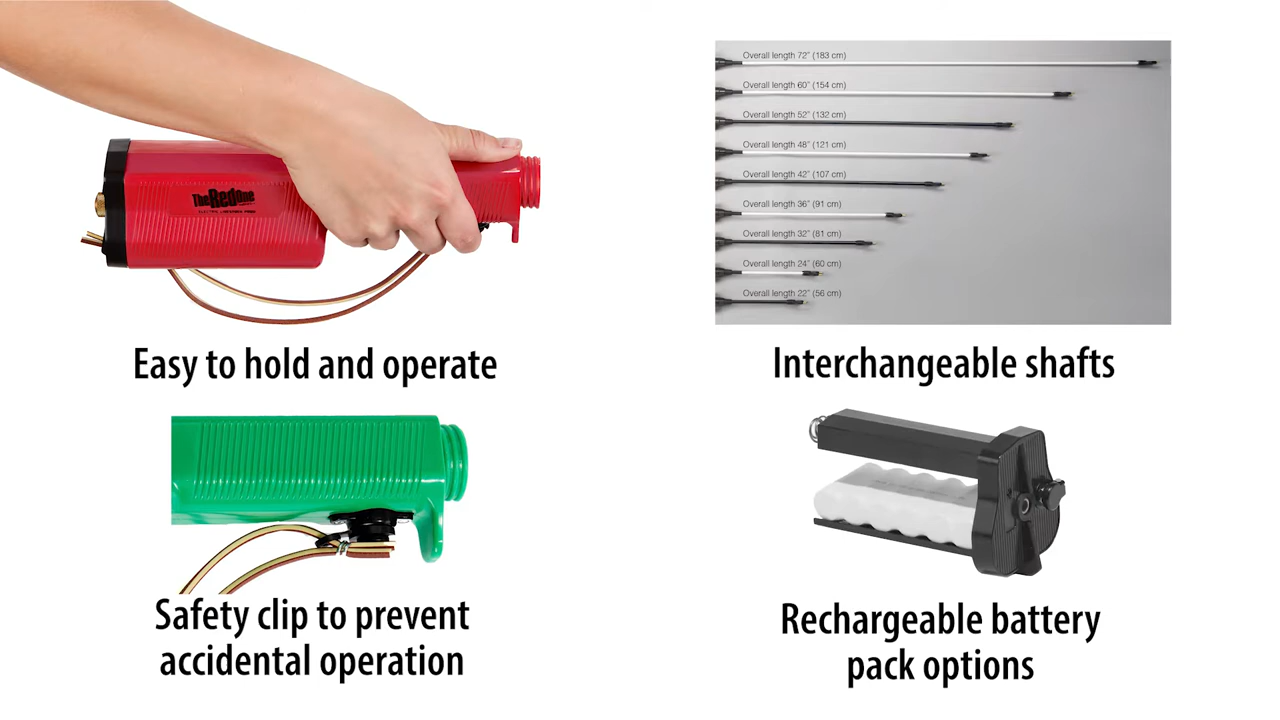 TheRedOne
Easy to hold and operate
Overall length 72" (183 cm)
Overall length 60" (154 cm)
Overall length 52" (132 cm)
Overall length 48" (121 cm)
Overall length 42" (107 cm)
Overall length 36" (91 cm)
Overall length 32" (81 cm)
Overall length 24" (60 cm)
Overall length 22" (56 cm)
Interchangeable shafts
Safety clip to prevent
accidental operation
Rechargeable battery
pack options